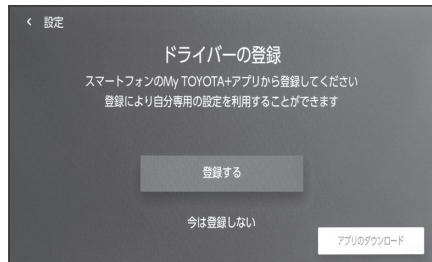 < 設定
ドライバーの登録
スマートフォンのMy TOYOTA+アプリから登録してください
登録により自分専用の設定を利用することができます
登録する
今は登録しない
アプリのダウンロード